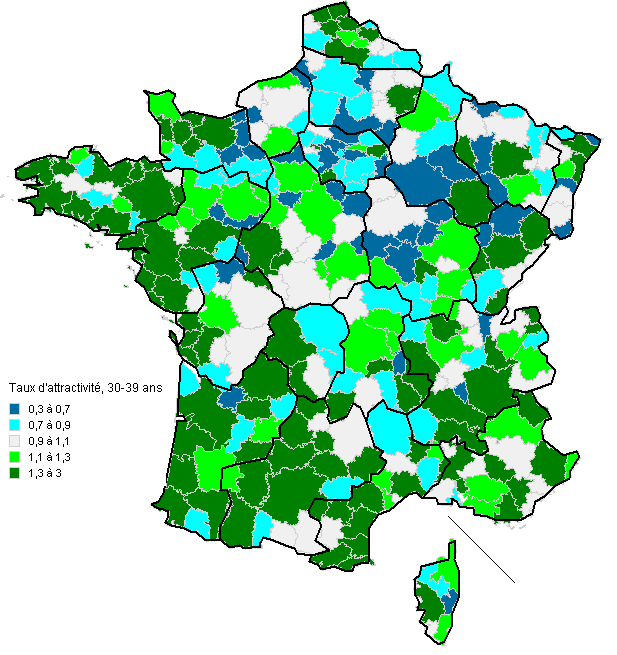 Taux d'attractivité, 30-39 ans
0,3 à 0,7
0,7 à 0,9
0,9 à 1,1
1,1 à 1,3
1,3 à 3